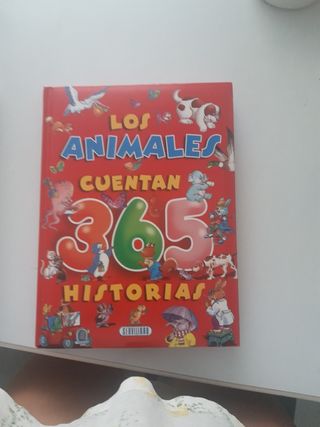 LOS
ANIMALES
CUENTAN
365
HISTORIAS
SERVILIBRO